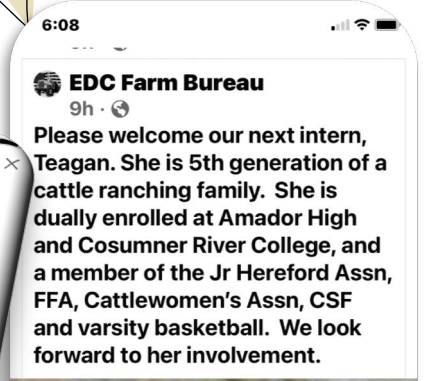 6:08
EDC Farm Bureau
9h ·
Please welcome our next intern,
Teagan. She is 5th generation of a
cattle ranching family. She is
dually enrolled at Amador High
and Cosumner River College, and
a member of the Jr Hereford Assn,
FFA, Cattlewomen's Assn, CSF
and varsity basketball. We look
forward to her involvement.